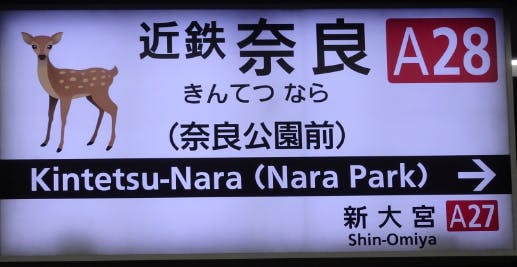 近鉄 奈良 A28
きんてつ なら
(奈良公園前)
Kintetsu-Nara (Nara Park) →
新大宮 A27
Shin-Omiya